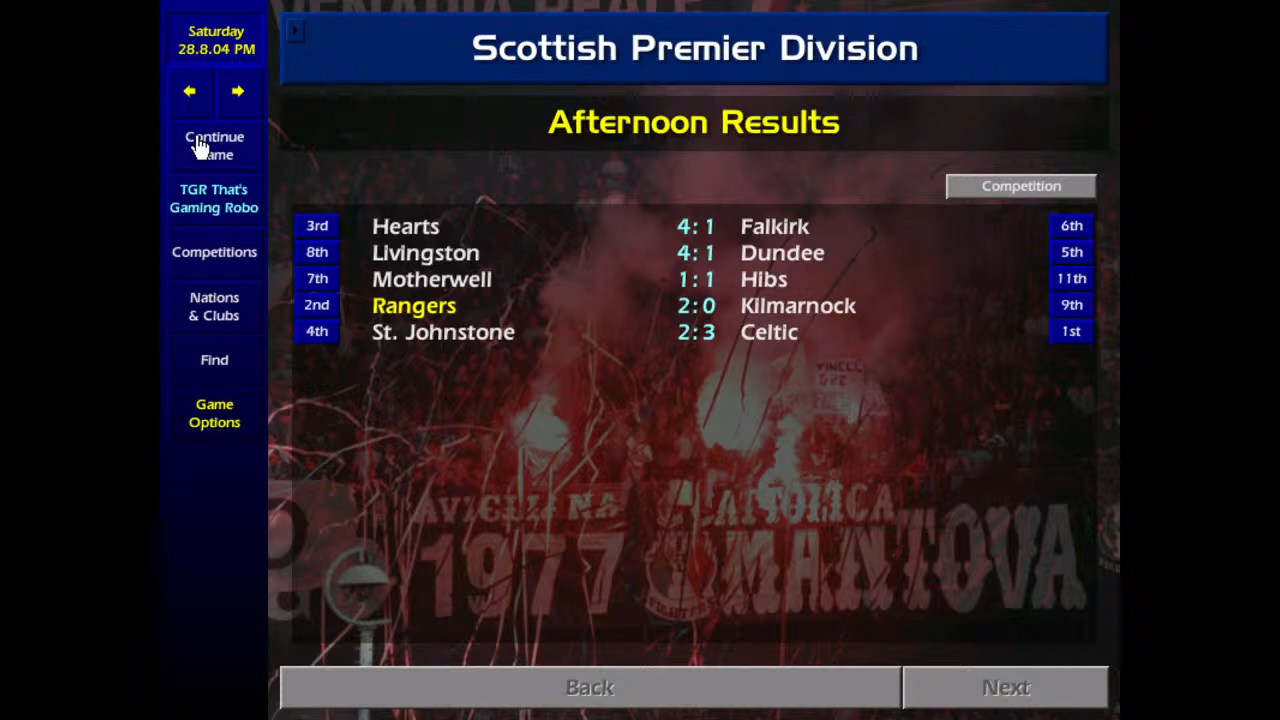 Saturday
28.8.04 PM
Continue
Game
TGR That's
Gaming Robo
Competitions
Nations
& Clubs
Find
Game
Options
Scottish Premier Division
Afternoon Results
Competition
3rd Hearts 4:1 Falkirk 6th
8th Livingston 4:1 Dundee 5th
7th Motherwell 1:1 Hibs 11th
2nd Rangers 2:0 Kilmarnock 9th
4th St. Johnstone 2:3 Celtic 1st
AVIGLIANA CATTOLICA
1977 MANTOVA
Back Next